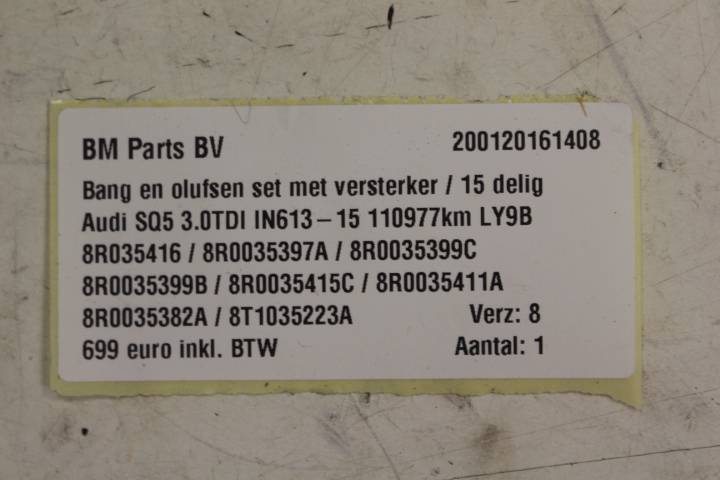 BM Parts BV 200120161408
Bang en olufsen set met versterker / 15 delig
Audi SQ5 3.0TDI IN613-15 110977km LY9B
8R035416 / 8R0035397A / 8R0035399C
8R0035399B / 8R0035415C / 8R0035411A
8R0035382A / 8T1035223A Verz: 8
699 euro inkl. BTW Aantal: 1